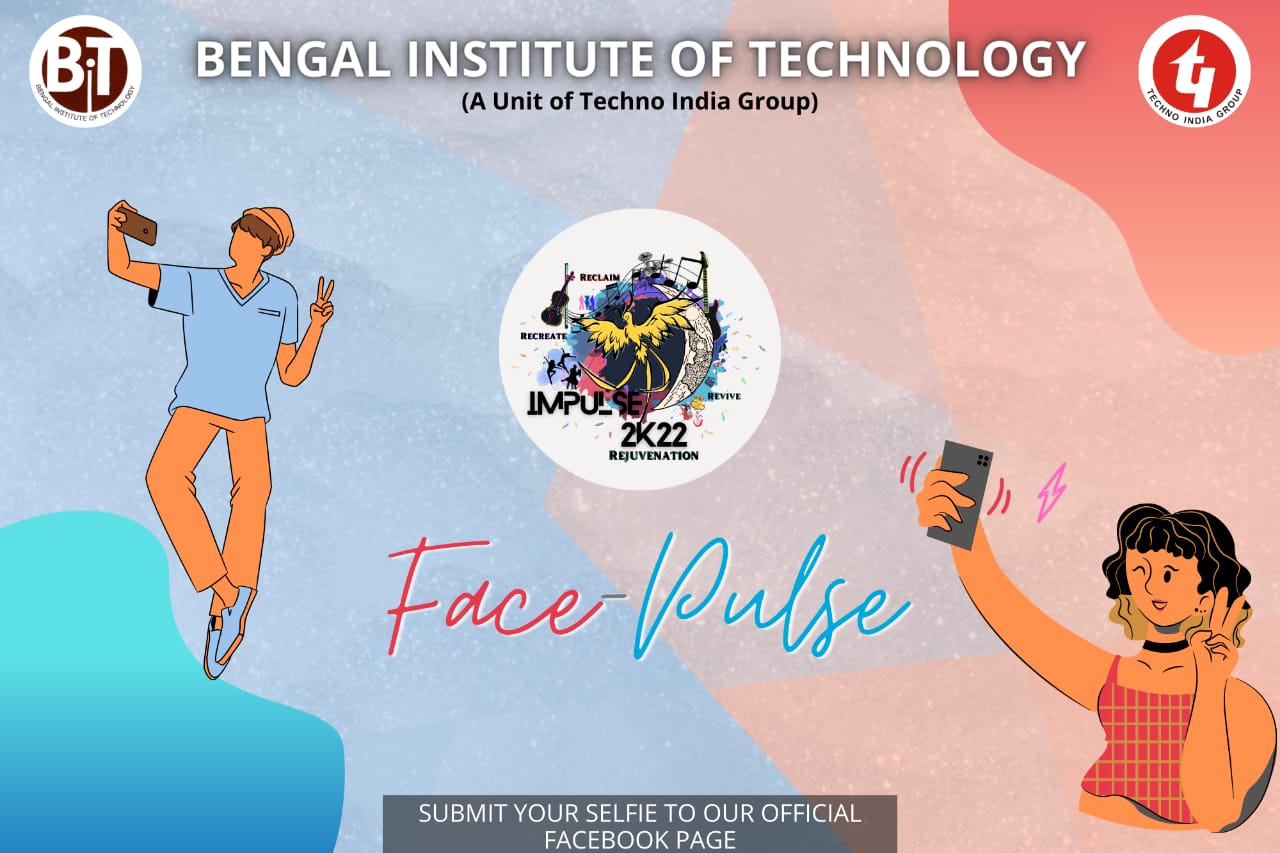 BiT
BENGAL INSTITUTE OF TECHNOLOGY
BENGAL INSTITUTE OF TECHNOLOGY
(A Unit of Techno India Group)
TECHNO INDIA GROUP
RECLAIM
RECREATE
REVIVE
IMPULSE
2K22
REJUVENATION
Face-Pulse
SUBMIT YOUR SELFIE TO OUR OFFICIAL
FACEBOOK PAGE